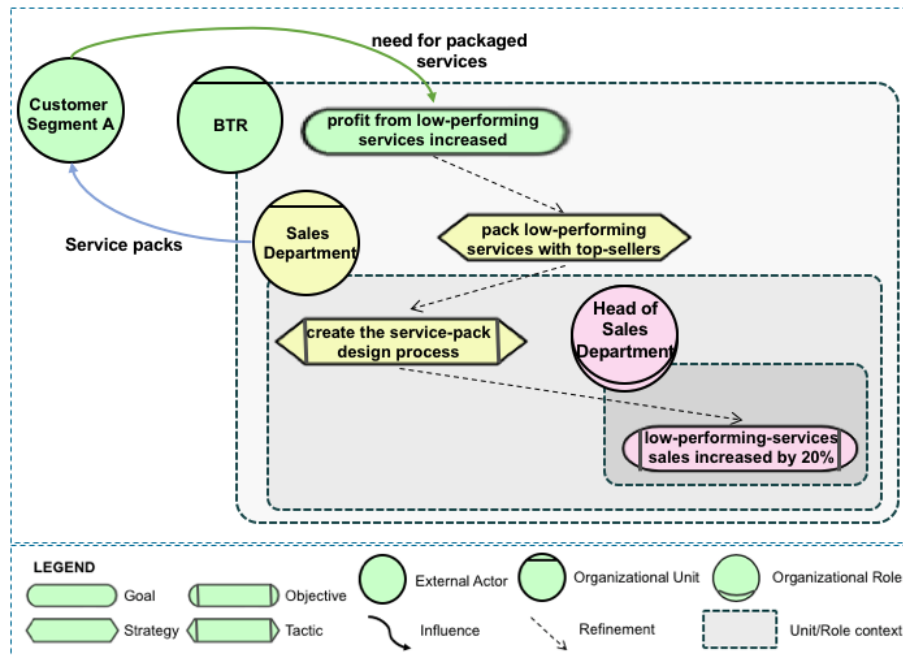 need for packaged
services
Customer
Segment A
BTR
profit from low-performing
services increased
Service packs
Sales
Department
pack low-performing
services with top-sellers
create the service-pack
design process
Head of
Sales
Department
low-performing-services
sales increased by 20%
LEGEND
Goal
Objective
External Actor
Organizational Unit
Organizational Role
Strategy
Tactic
Influence
Refinement
Unit/Role context